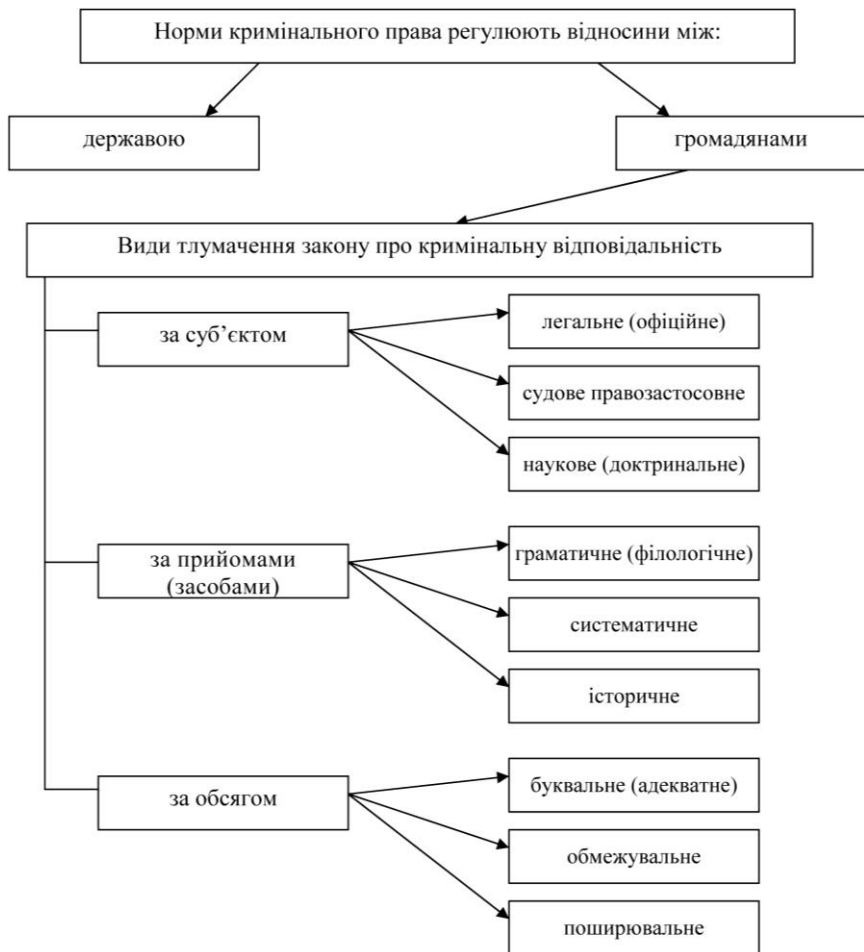 Норми кримінального права регулюють відносини між:
державою
громадянами
Види тлумачення закону про кримінальну відповідальність
за суб’єктом
легальне (офіційне)
судове правозастосовне
наукове (доктринальне)
за прийомами
(засобами)
граматичне (філологічне)
систематичне
історичне
за обсягом
буквальне (адекватне)
обмежувальне
поширювальне